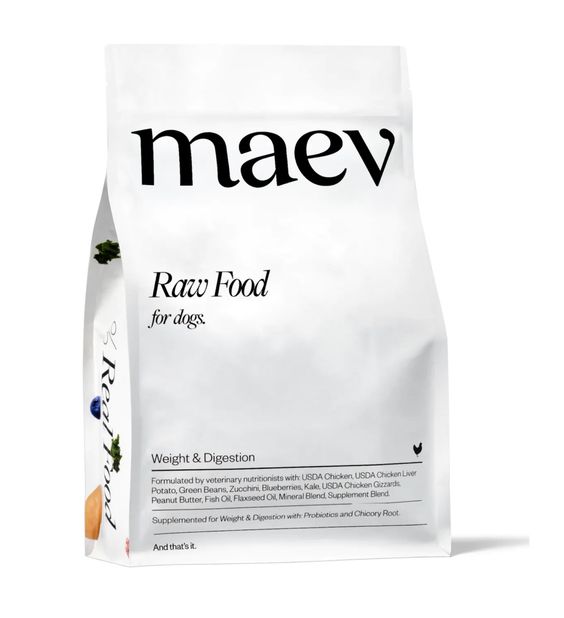 maev
Raw Food
for dogs.
Weight & Digestion
Formulated by veterinary nutritionists with: USDA Chicken, USDA Chicken Liver
Potato, Green Beans, Zucchini, Blueberries, Kale, USDA Chicken Gizzards,
Peanut Butter, Fish Oil, Flaxseed Oil, Mineral Blend, Supplement Blend.
Supplemented for Weight & Digestion with: Probiotics and Chicory Root.
And that's it.
% Real Food